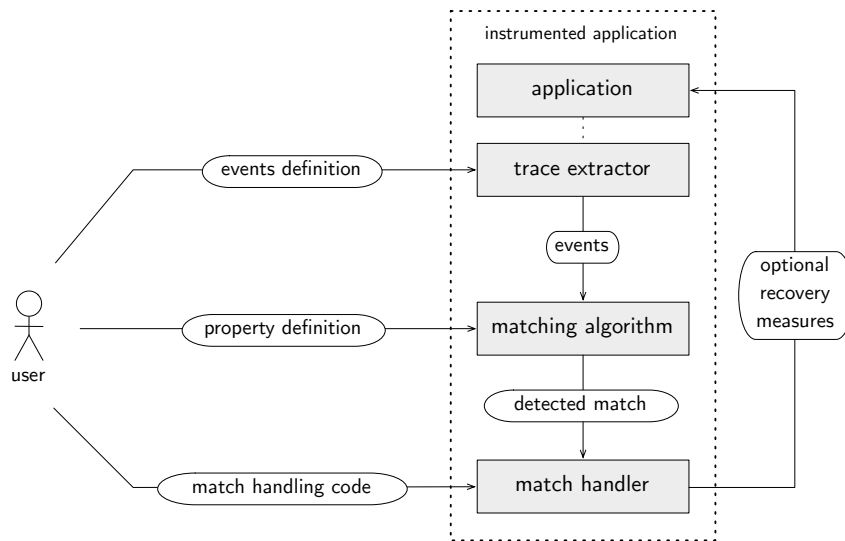 instrumented application
application
events definition
trace extractor
events
optional
recovery
measures
property definition
matching algorithm
user
detected match
match handling code
match handler